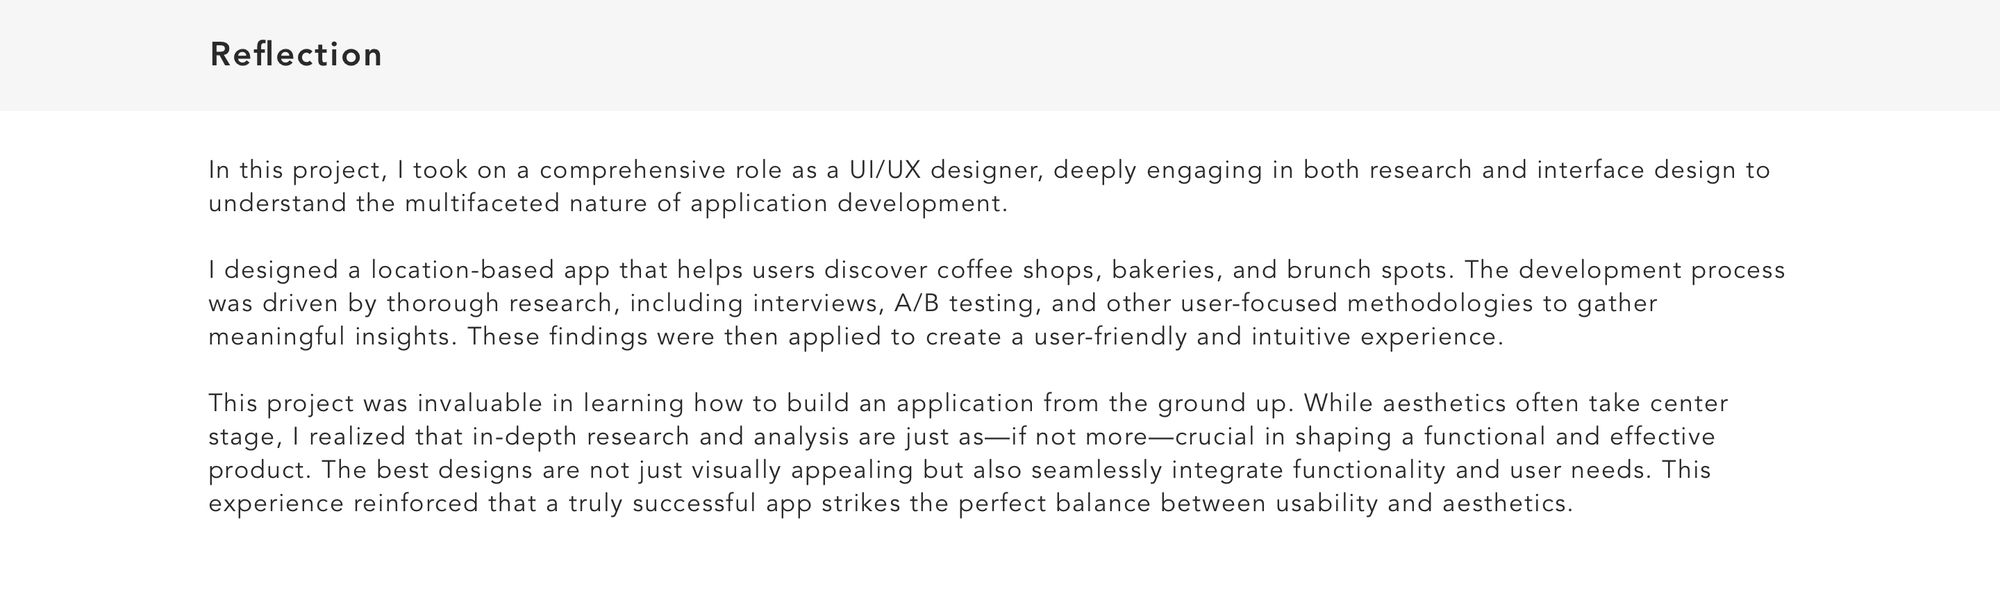 Reflection
In this project, I took on a comprehensive role as a UI/UX designer, deeply engaging in both research and interface design to
understand the multifaceted nature of application development.
I designed a location-based app that helps users discover coffee shops, bakeries, and brunch spots. The development process
was driven by thorough research, including interviews, A/B testing, and other user-focused methodologies to gather
meaningful insights. These findings were then applied to create a user-friendly and intuitive experience.
This project was invaluable in learning how to build an application from the ground up. While aesthetics often take center
stage, I realized that in-depth research and analysis are just as—if not more—crucial in shaping a functional and effective
product. The best designs are not just visually appealing but also seamlessly integrate functionality and user needs. This
experience reinforced that a truly successful app strikes the perfect balance between usability and aesthetics.